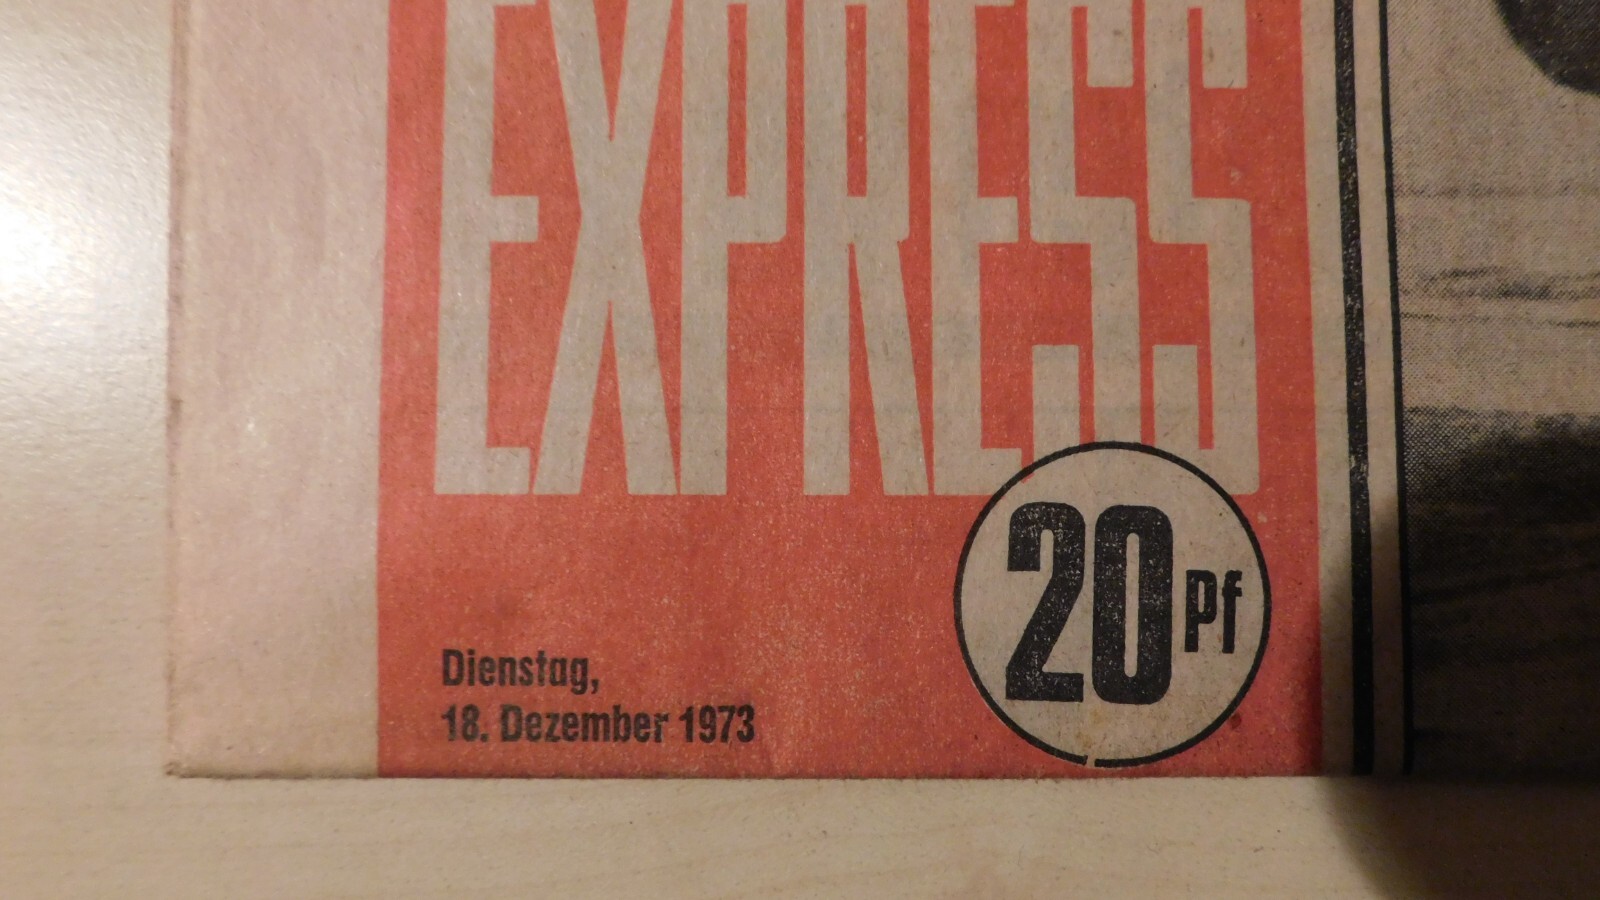 EXPRESS
20 Pf
Dienstag,
18. Dezember 1973